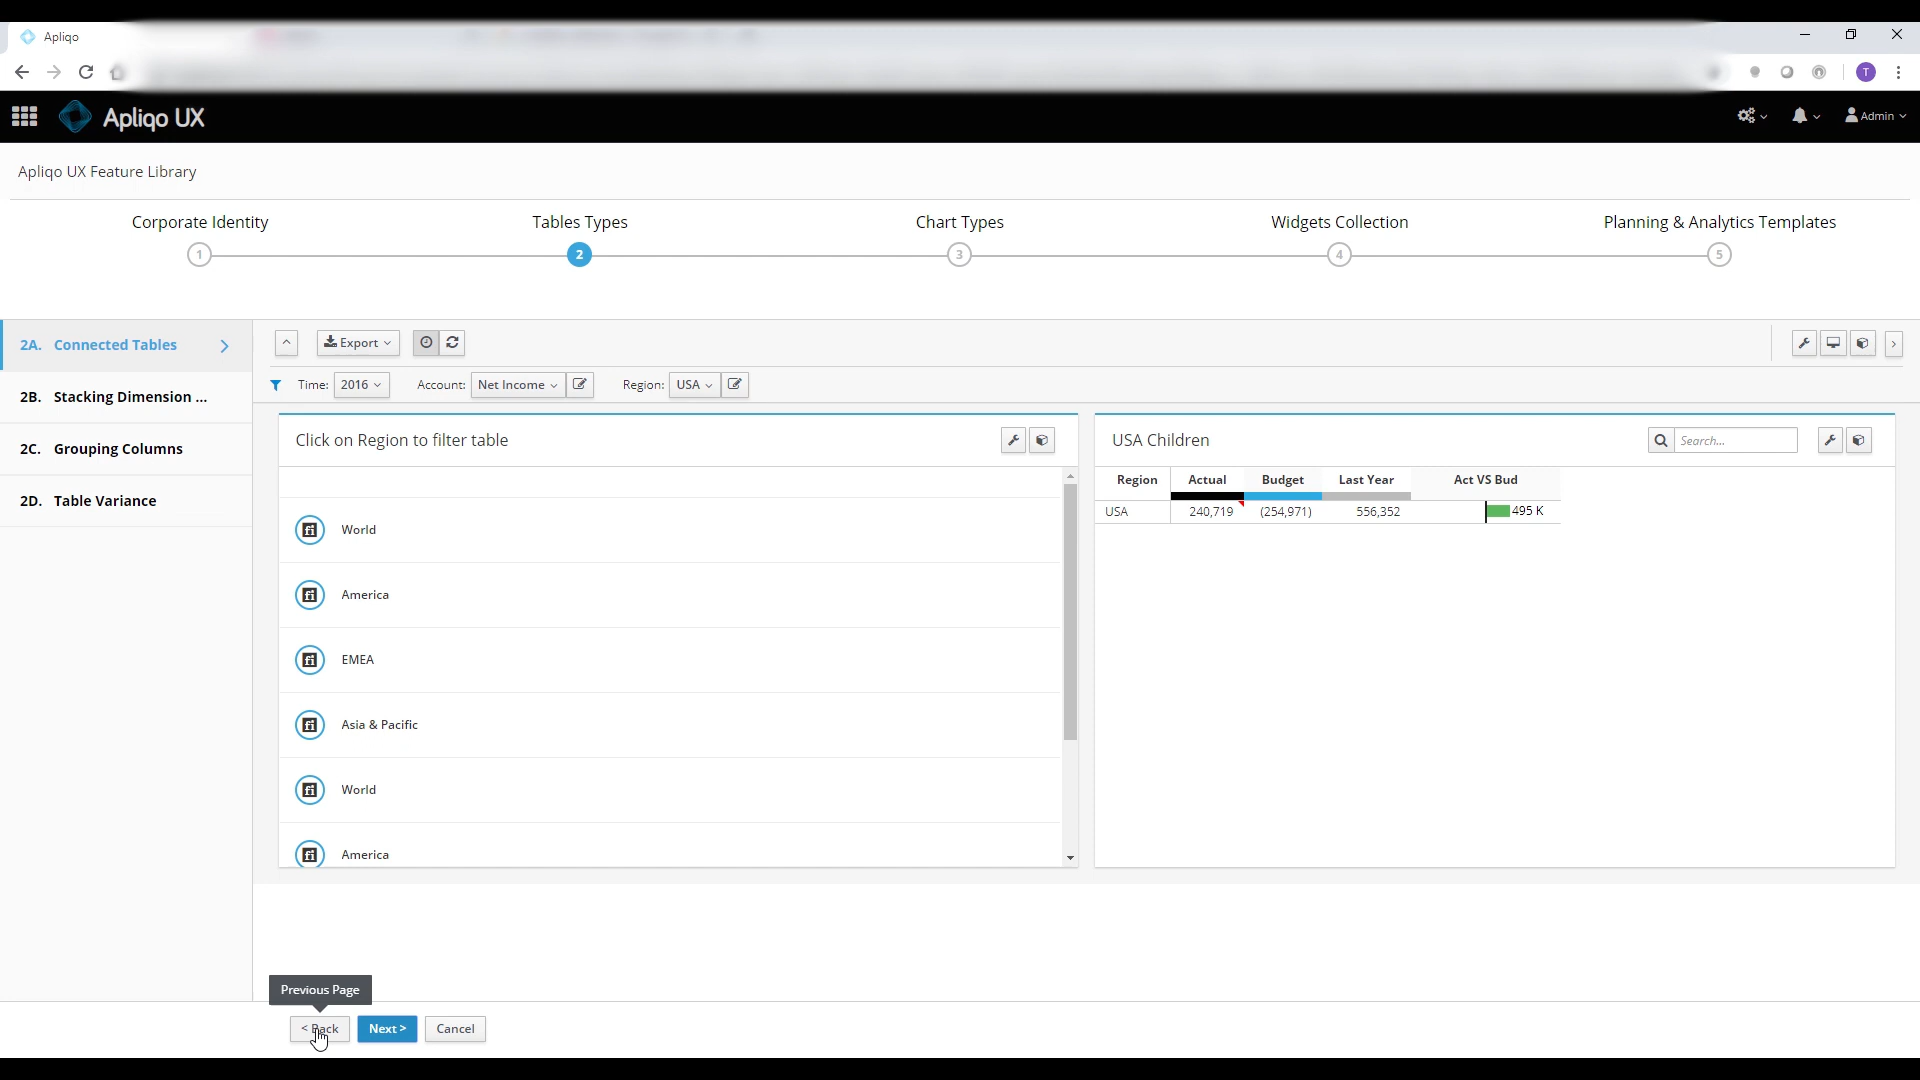 Apliqo
T
Apliqo UX
Admin
Apliqo UX Feature Library
Corporate Identity
Tables Types
Chart Types
Widgets Collection
Planning & Analytics Templates
1
2
3
4
5
2A. Connected Tables
2B. Stacking Dimension ...
2C. Grouping Columns
2D. Table Variance
Export
Time: 2016
Account: Net Income
Region: USA
Click on Region to filter table
World
America
EMEA
Asia & Pacific
World
America
USA Children
Search...
Region Actual Budget Last Year Act VS Bud
USA 240,719 (254,971) 556,352 495 K
Previous Page
< Back
Next >
Cancel